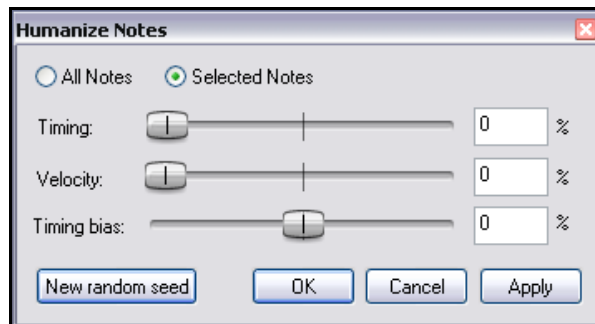 Humanize Notes
All Notes Selected Notes
Timing: 0 %
Velocity: 0 %
Timing bias: 0 %
New random seed OK Cancel Apply